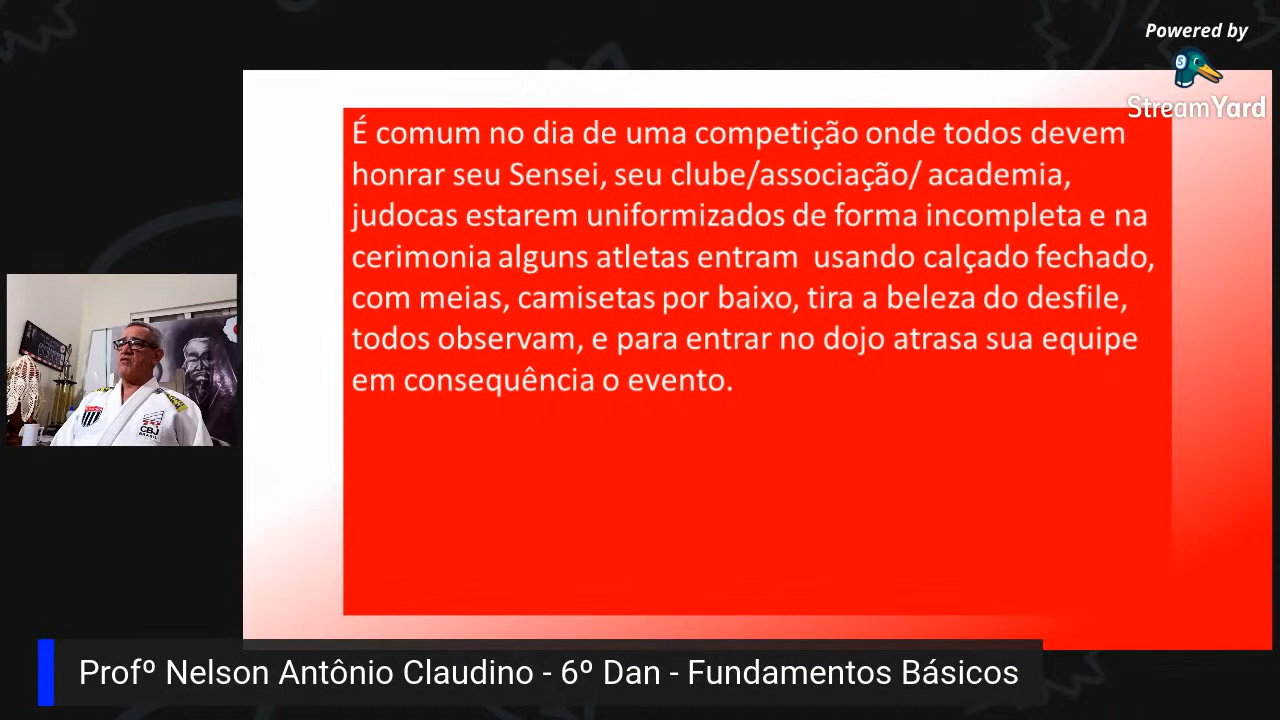 Powered by
StreamYard
É comum no dia de uma competição onde todos devem
honrar seu Sensei, seu clube/associação/ academia,
judocas estarem uniformizados de forma incompleta e na
cerimonia alguns atletas entram  usando calçado fechado,
com meias, camisetas por baixo, tira a beleza do desfile,
todos observam, e para entrar no dojo atrasa sua equipe
em consequência o evento.
CBJ
BRASIL
Profº Nelson Antônio Claudino - 6º Dan - Fundamentos Básicos